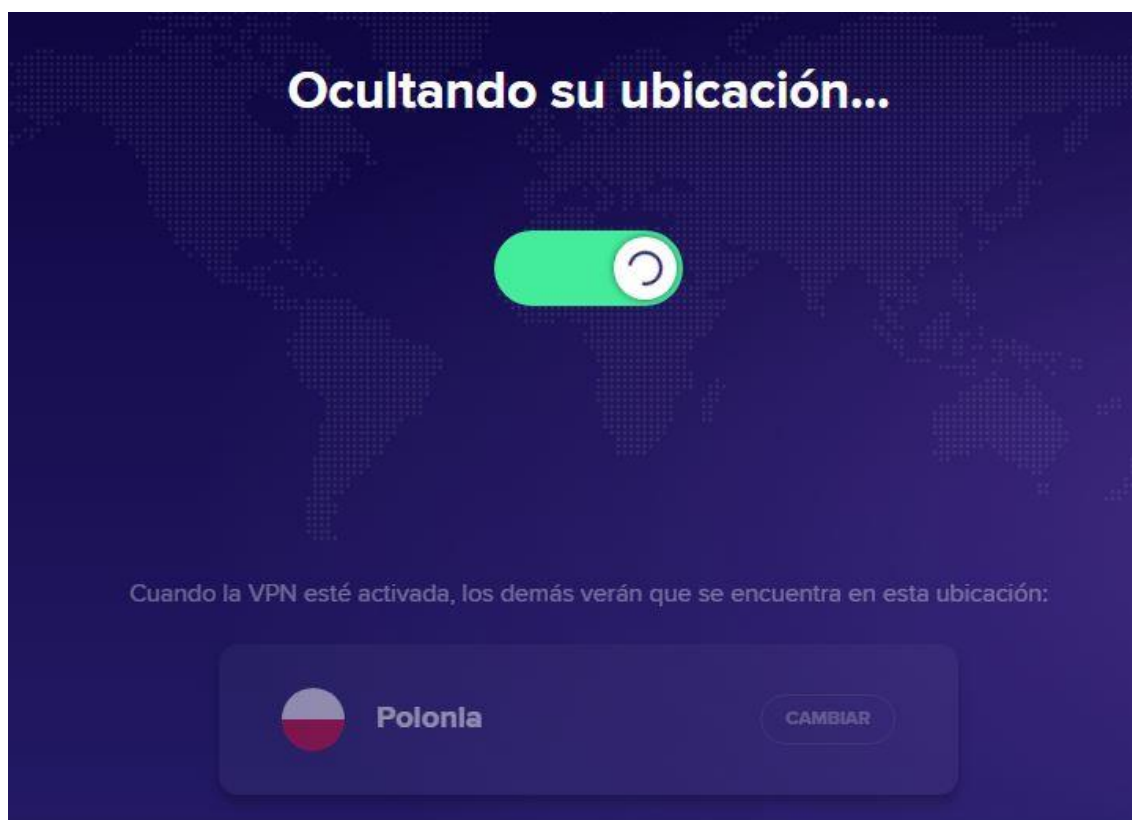 Ocultando su ubicación...
Cuando la VPN esté activada, los demás verán que se encuentra en esta ubicación:
Polonia
CAMBIAR